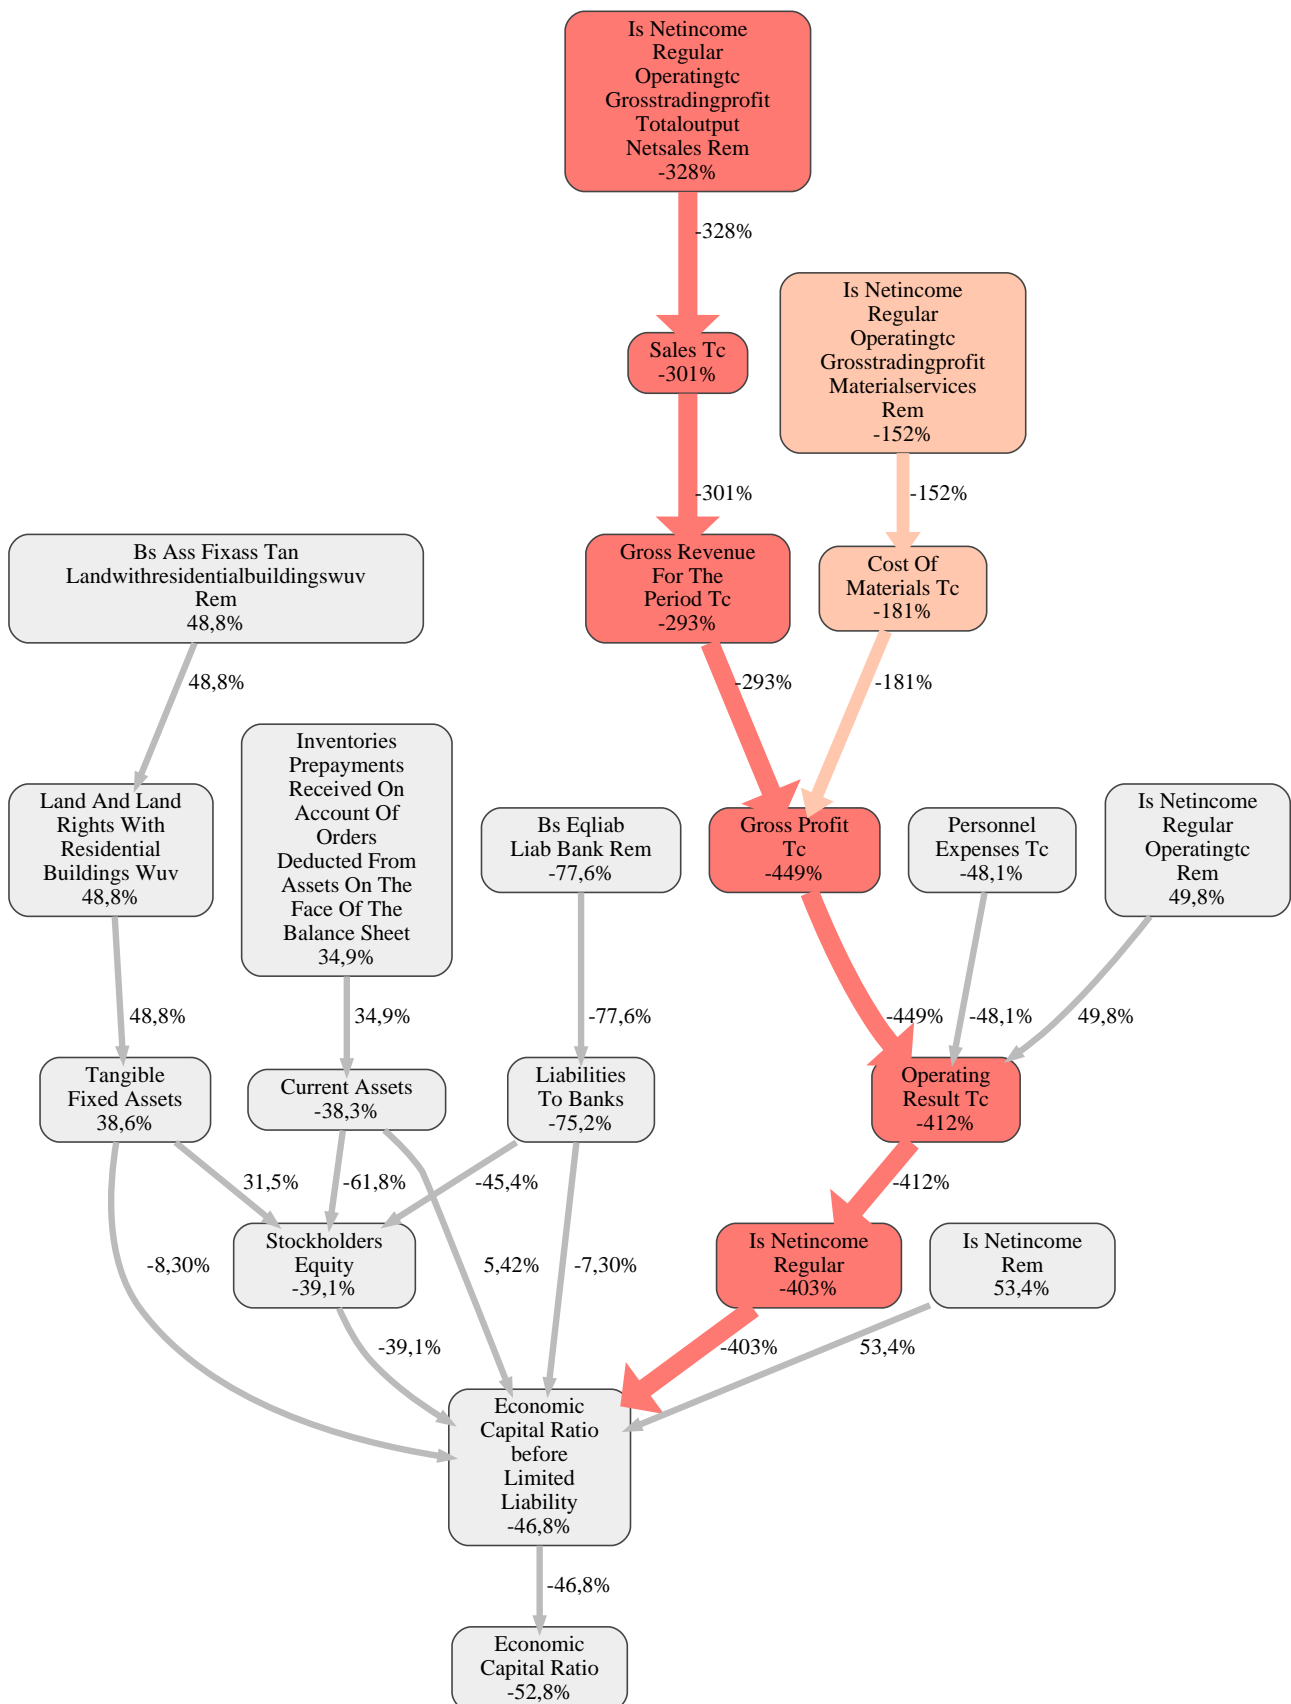 Is Netincome
Regular
Operatingtc
Grosstradingprofit
Totaloutput
Netsales Rem
-328%
-328%
Is Netincome
Regular
Operatingtc
Grosstradingprofit
Materialservices
Rem
-152%
Sales Tc
-301%
-301%
-152%
Bs Ass Fixass Tan
Landwithresidentialbuildingswuv
Rem
48,8%
Gross Revenue
For The
Period Tc
-293%
Cost Of
Materials Tc
-181%
48,8%
-293%
-181%
Inventories
Prepayments
Received On
Account Of
Orders
Deducted From
Assets On The
Face Of The
Balance Sheet
34,9%
Land And Land
Rights With
Residential
Buildings Wuv
48,8%
Bs Eqliab
Liab Bank Rem
-77,6%
Gross Profit
Tc
-449%
Personnel
Expenses Tc
-48,1%
Is Netincome
Regular
Operatingtc
Rem
49,8%
48,8%
34,9%
-77,6%
-449%
-48,1%
49,8%
Tangible
Fixed Assets
38,6%
Current Assets
-38,3%
Liabilities
To Banks
-75,2%
Operating
Result Tc
-412%
31,5%
-61,8%
-45,4%
-412%
Stockholders
Equity
-39,1%
Is Netincome
Regular
-403%
Is Netincome
Rem
53,4%
-8,30%
5,42%
-7,30%
-39,1%
-403%
53,4%
Economic
Capital Ratio
before
Limited
Liability
-46,8%
-46,8%
Economic
Capital Ratio
-52,8%